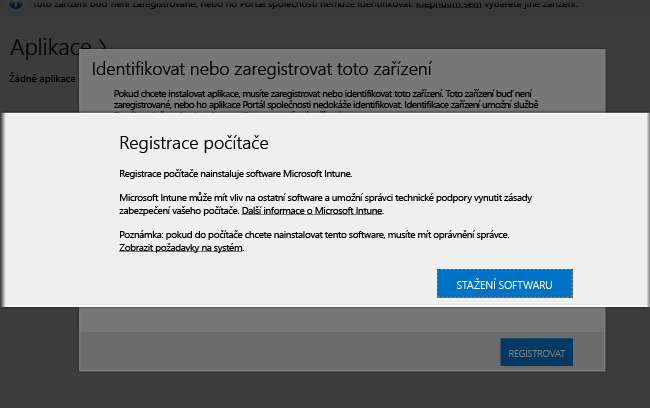 Toto zařízení buď není zaregistrované, nebo ho Portál společnosti nemůže identifikovat. Klepnutím sem vyberete jiné zařízení.
Aplikace
Žádné aplikace
Identifikovat nebo zaregistrovat toto zařízení
Pokud chcete instalovat aplikace, musíte zaregistrovat nebo identifikovat toto zařízení. Toto zařízení buď není
zaregistrované, nebo ho aplikace Portál společnosti nedokáže identifikovat. Identifikace zařízení umožní službě
Registrace počítače
Registrace počítače nainstaluje software Microsoft Intune.
Microsoft Intune může mít vliv na ostatní software a umožní správci technické podpory vynutit zásady
zabezpečení vašeho počítače. Další informace o Microsoft Intune.
Poznámka: pokud do počítače chcete nainstalovat tento software, musíte mít oprávnění správce.
Zobrazit požadavky na systém.
STAŽENÍ SOFTWARU
REGISTROVAT